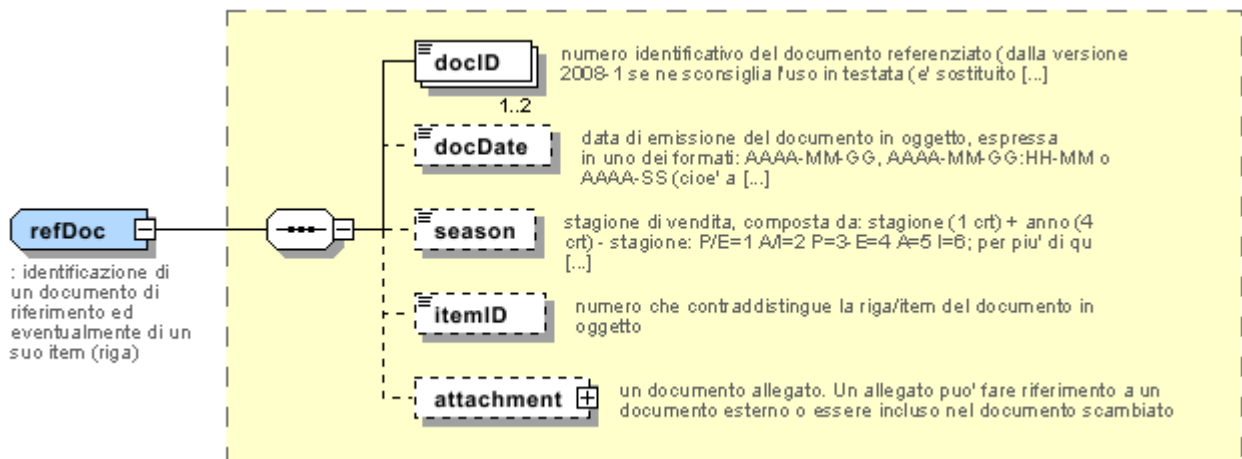 docID
numero identificativo del documento referenziato (dalla versione
2008-1 se ne sconsiglia l'uso in testata (e' sostituito [...]
1..2
docDate
data di emissione del documento in oggetto, espressa
in uno dei formati: AAAA-MM-GG, AAAA-MM-GG:HH-MM o
AAAA-SS (cioe' a [...]
season
stagione di vendita, composta da: stagione (1 crt) + anno (4
crt) - stagione: P/E=1 A/I=2 P=3- E=4 A=5 I=6; per piu' di qu
[...]
refDoc
: identificazione di
un documento di
riferimento ed
eventualmente di un
suo item (riga)
itemID
numero che contraddistingue la riga/item del documento in
oggetto
attachment
un documento allegato. Un allegato puo' fare riferimento a un
documento esterno o essere incluso nel documento scambiato